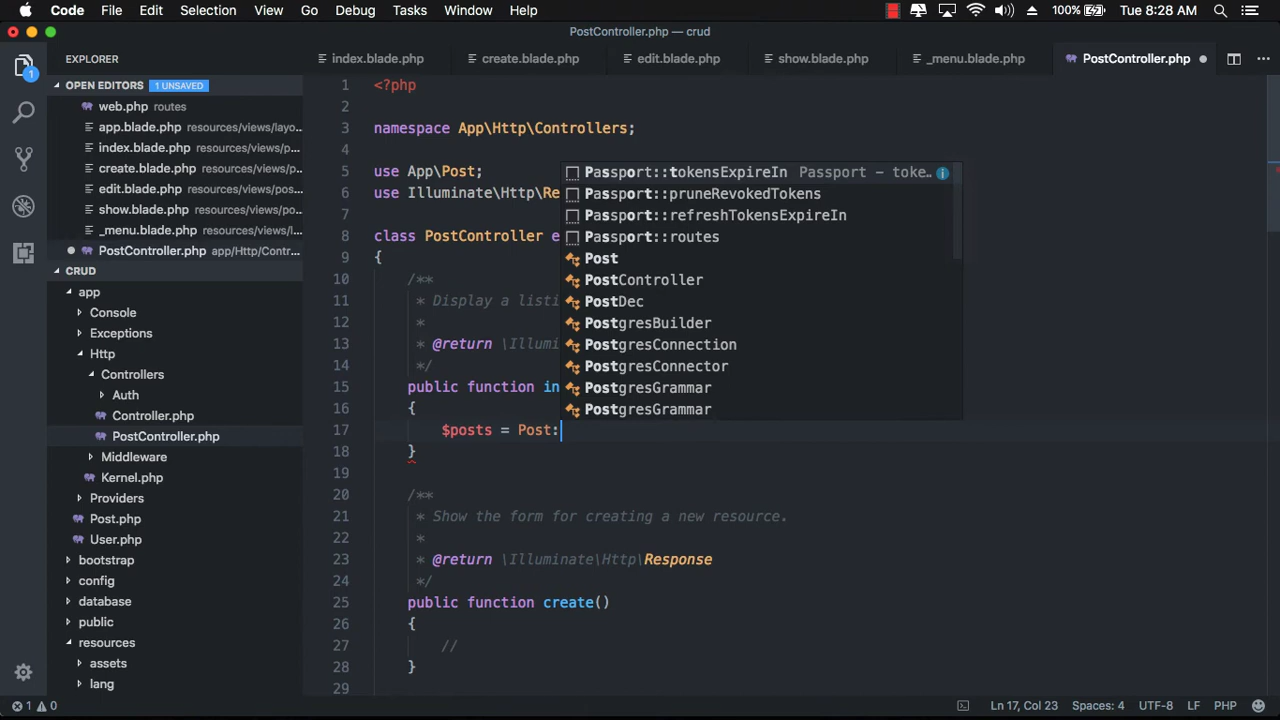 Code File Edit Selection View Go Debug Tasks Window Help 100% Tue 8:28 AM
PostController.php — crud
EXPLORER index.blade.php create.blade.php edit.blade.php show.blade.php _menu.blade.php PostController.php
OPEN EDITORS 1 UNSAVED
web.php routes
app.blade.php resources/views/layo...
index.blade.php resources/views/po...
create.blade.php resources/views/p...
edit.blade.php resources/views/pos...
show.blade.php resources/views/po...
_menu.blade.php resources/views/l...
PostController.php app/Http/Contr...
CRUD
app
Console
Exceptions
Http
Controllers
Auth
Controller.php
PostController.php
Middleware
Kernel.php
Providers
Post.php
User.php
bootstrap
config
database
public
resources
assets
lang
1 <?php
2
3 namespace App\Http\Controllers;
4
5 use App\Post;
6 use Illuminate\Http\Re
7
8 class PostController e
9 {
10 /**
11 * Display a listi
12 *
13 * @return \Illumi
14 */
15 public function in
16 {
17 $posts = Post:
18 }
19
20 /**
21 * Show the form for creating a new resource.
22 *
23 * @return \Illuminate\Http\Response
24 */
25 public function create()
26 {
27 //
28 }
29
Passport::tokensExpireIn Passport – toke...
Passport::pruneRevokedTokens
Passport::refreshTokensExpireIn
Passport::routes
Post
PostController
PostDec
PostgresBuilder
PostgresConnection
PostgresConnector
PostgresGrammar
PostgresGrammar
1 0 Ln 17, Col 23 Spaces: 4 UTF-8 LF PHP
1